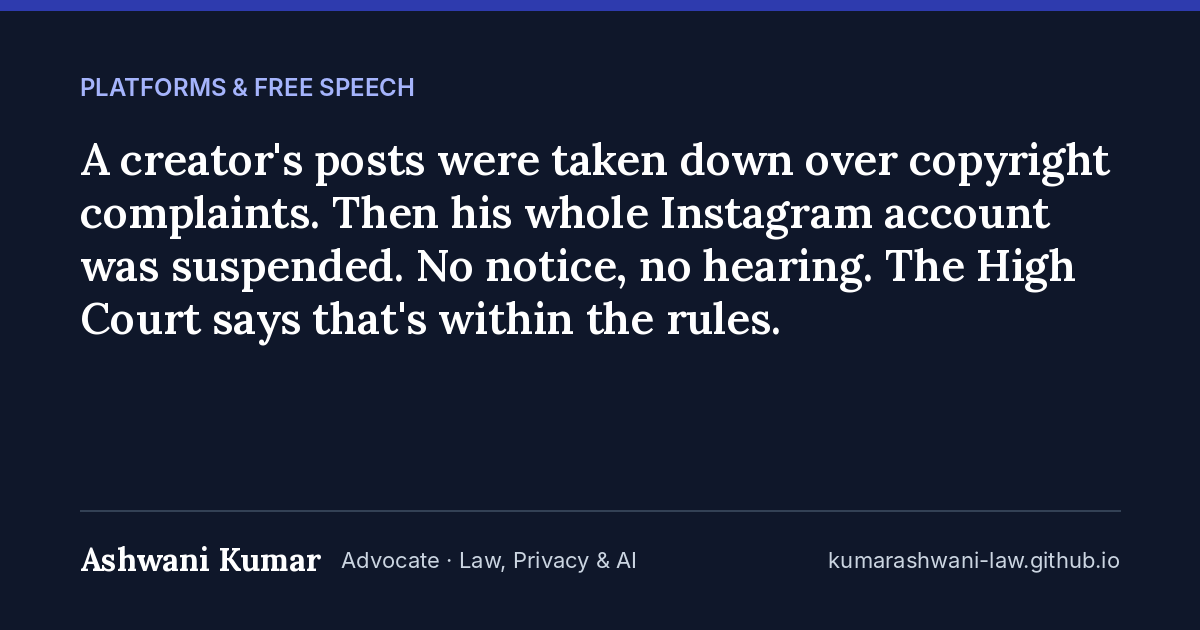 PLATFORMS & FREE SPEECH
A creator's posts were taken down over copyright
complaints. Then his whole Instagram account
was suspended. No notice, no hearing. The High
Court says that's within the rules.
Ashwani Kumar Advocate · Law, Privacy & AI kumarashwani-law.github.io